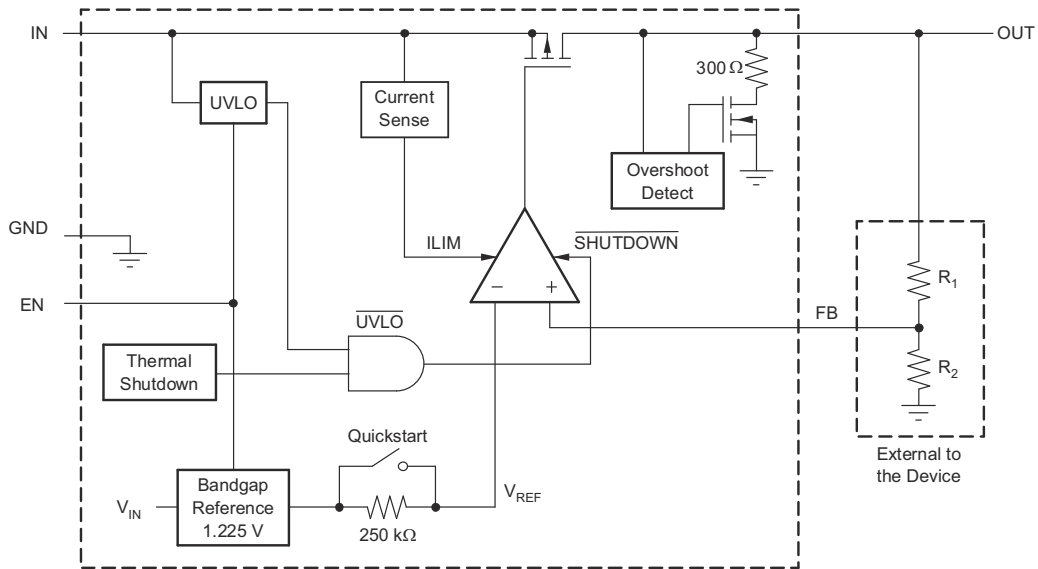 IN
OUT
300 Ω
UVLO
Current
Sense
Overshoot
Detect
GND
ILIM
SHUTDOWN
EN
− +
R1
FB
UVLO
Thermal
Shutdown
R2
Quickstart
External to
the Device
VIN
Bandgap
Reference
1.225 V
VREF
250 kΩ